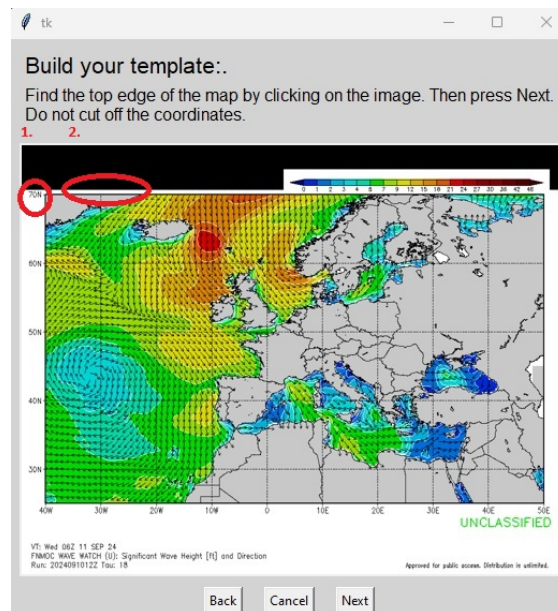 tk
Build your template:.
Find the top edge of the map by clicking on the image. Then press Next.
Do not cut off the coordinates.
1. 2.
0 1 2 3 4 5 6 7 8 9 12 15 18 21 24 27 30 33 36 42 48
70N
60N
50N
40N
30N
40W 30W 20W 10W 0 10E 20E 30E 40E 50E
UNCLASSIFIED
VT: Wed 06Z 11 SEP 24
FNMOC WAVE WATCH (U): Significant Wave Height [ft] and Direction
Run: 2024091012Z Tau: 18
Approved for public access. Distribution is unlimited.
Back Cancel Next